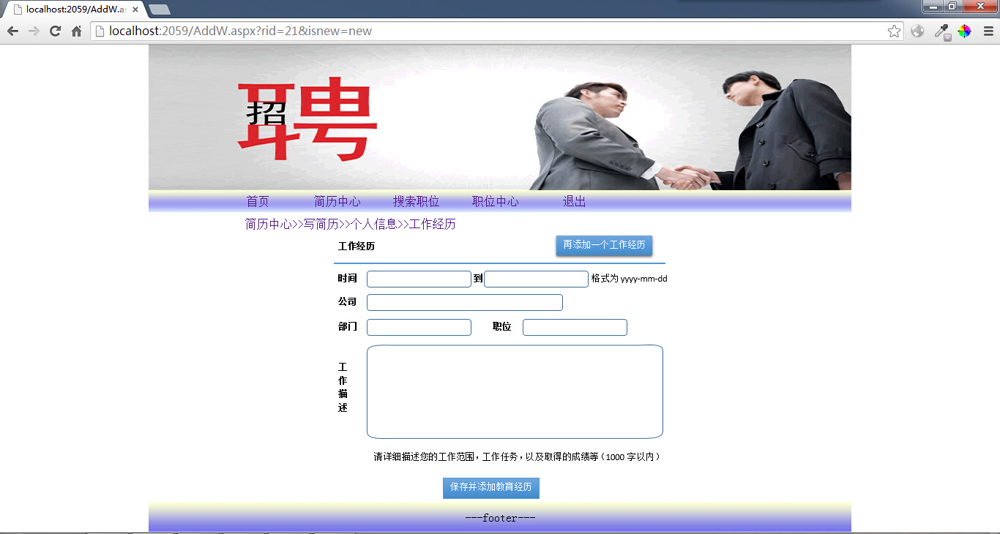 localhost:2059/AddW.as
localhost:2059/AddW.aspx?rid=21&isnew=new
招聘
首页 简历中心 搜索职位 职位中心 退出
简历中心>>写简历>>个人信息>>工作经历
工作经历 再添加一个工作经历
时间 到 格式为 yyyy-mm-dd
公司
部门 职位
工
作
描
述
请详细描述您的工作范围，工作任务，以及取得的成绩等（1000 字以内）
保存并添加教育经历
---footer---